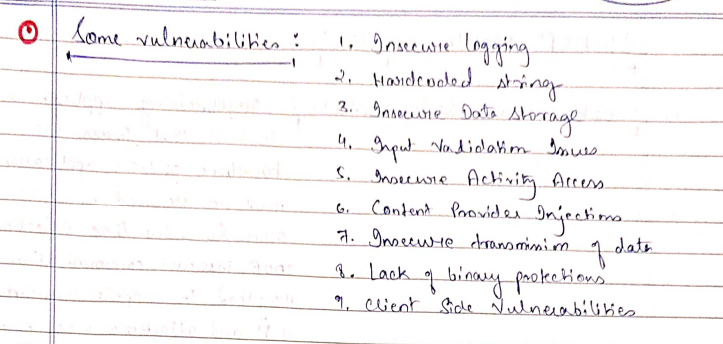 Some vulnerabilities : 1. Insecure logging
2. Hardcoded string
3. Insecure Data Storage
4. Input Validation Issues
5. Insecure Activity Access
6. Content Provider Injections
7. Insecure transmission of data
8. Lack of binary protections
9. Client Side Vulnerabilities